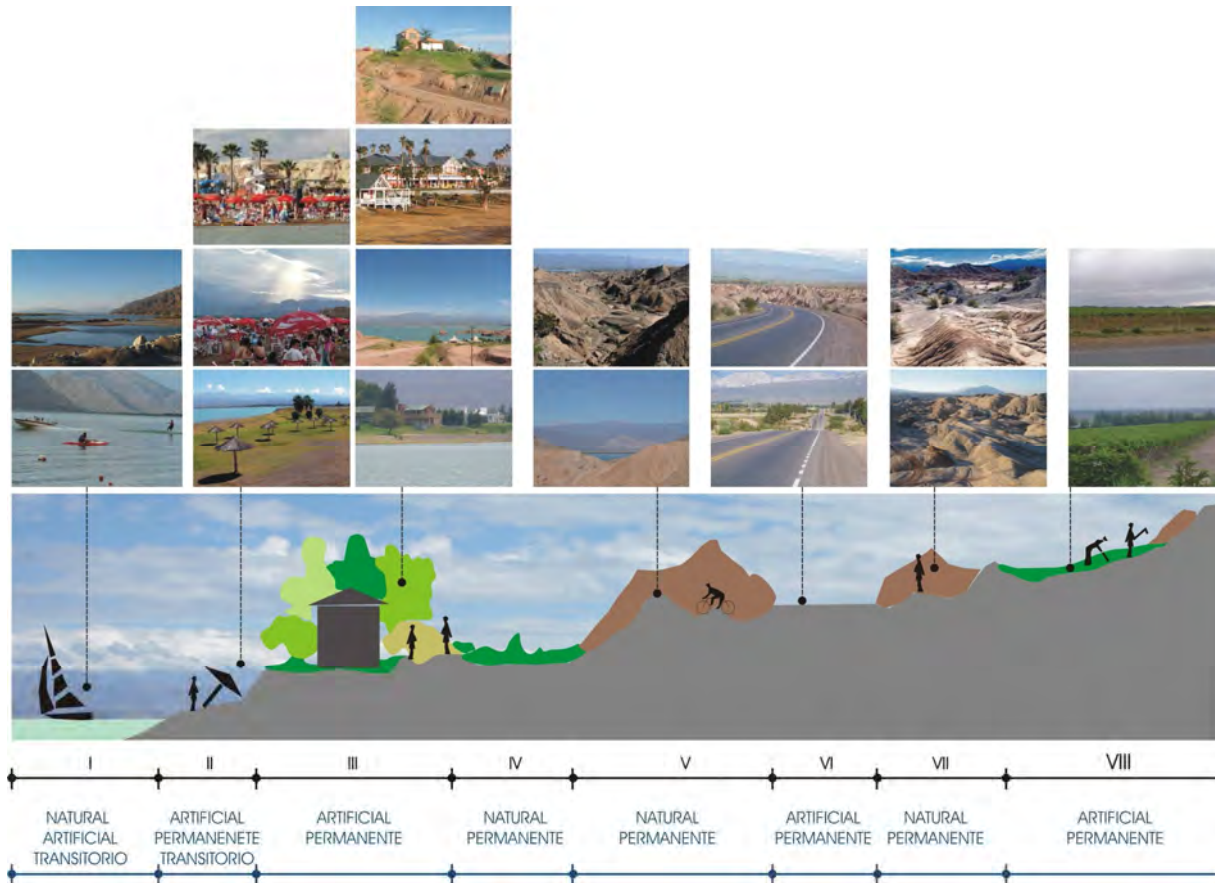 I II III IV V VI VII VIII
NATURAL
ARTIFICIAL
TRANSITORIO
ARTIFICIAL
PERMANENETE
TRANSITORIO
ARTIFICIAL
PERMANENTE
NATURAL
PERMANENTE
NATURAL
PERMANENTE
ARTIFICIAL
PERMANENTE
NATURAL
PERMANENTE
ARTIFICIAL
PERMANENTE